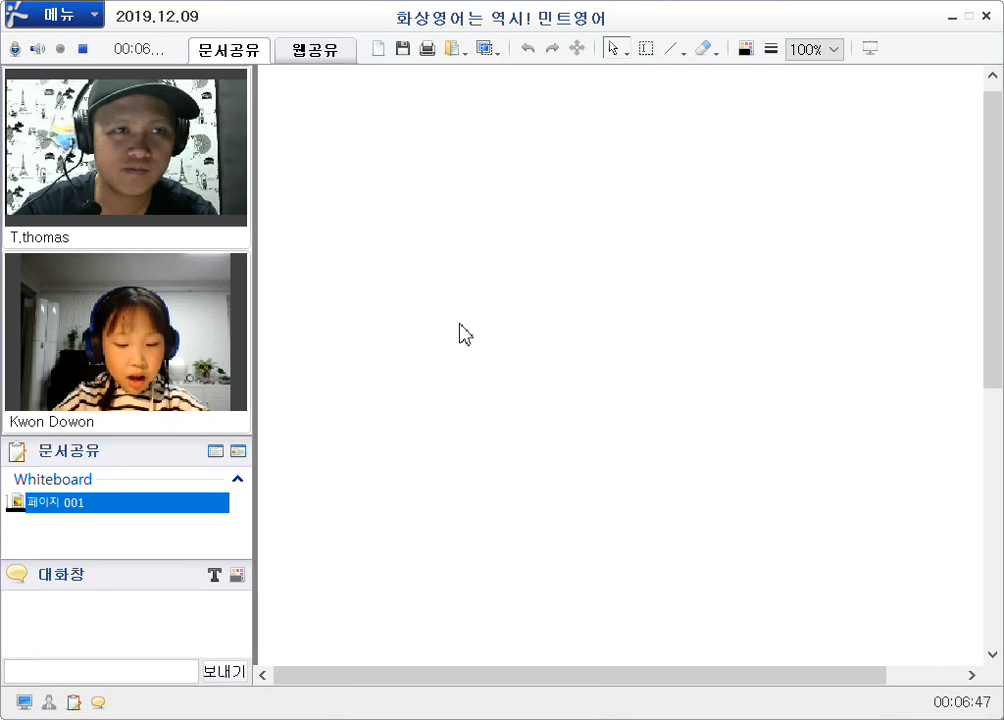 메뉴 2019.12.09 화상영어는 역시! 민트영어
00:06... 문서공유 웹공유 100%
T.thomas
Kwon Dowon
문서공유
Whiteboard
페이지 001
대화창 T
보내기
00:06:47